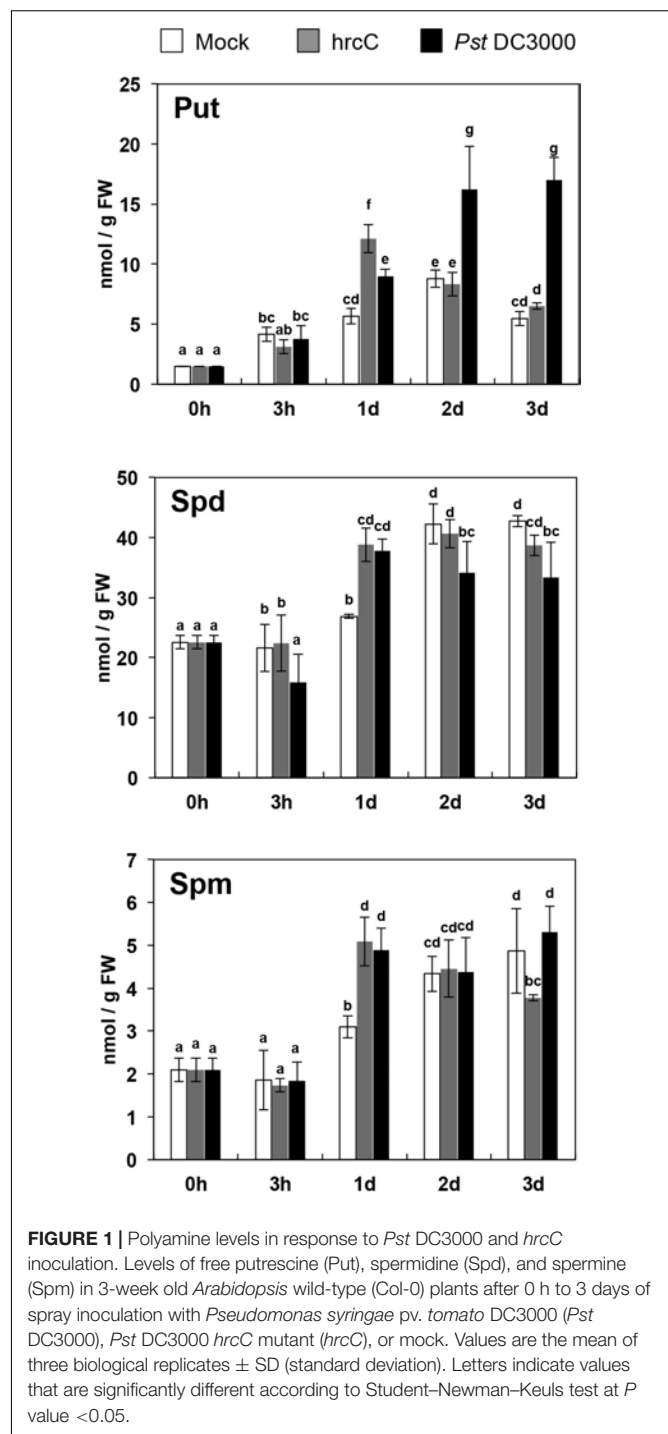 Mock hrcC Pst DC3000
Put
nmol / g FW
25
20
15
10
5
0
a a a
bc ab bc
cd f e
e e g
cd d g
0h 3h 1d 2d 3d
Spd
nmol / g FW
50
40
30
20
10
0
a a a
b b a
b cd cd
d d bc
d cd bc
0h 3h 1d 2d 3d
Spm
nmol / g FW
7
6
5
4
3
2
1
0
a a a
a a a
b d d
cd cd cd
d bc d
0h 3h 1d 2d 3d
FIGURE 1 | Polyamine levels in response to Pst DC3000 and hrcC
inoculation. Levels of free putrescine (Put), spermidine (Spd), and spermine
(Spm) in 3-week old Arabidopsis wild-type (Col-0) plants after 0 h to 3 days of
spray inoculation with Pseudomonas syringae pv. tomato DC3000 (Pst
DC3000), Pst DC3000 hrcC mutant (hrcC), or mock. Values are the mean of
three biological replicates ± SD (standard deviation). Letters indicate values
that are significantly different according to Student–Newman–Keuls test at P
value <0.05.